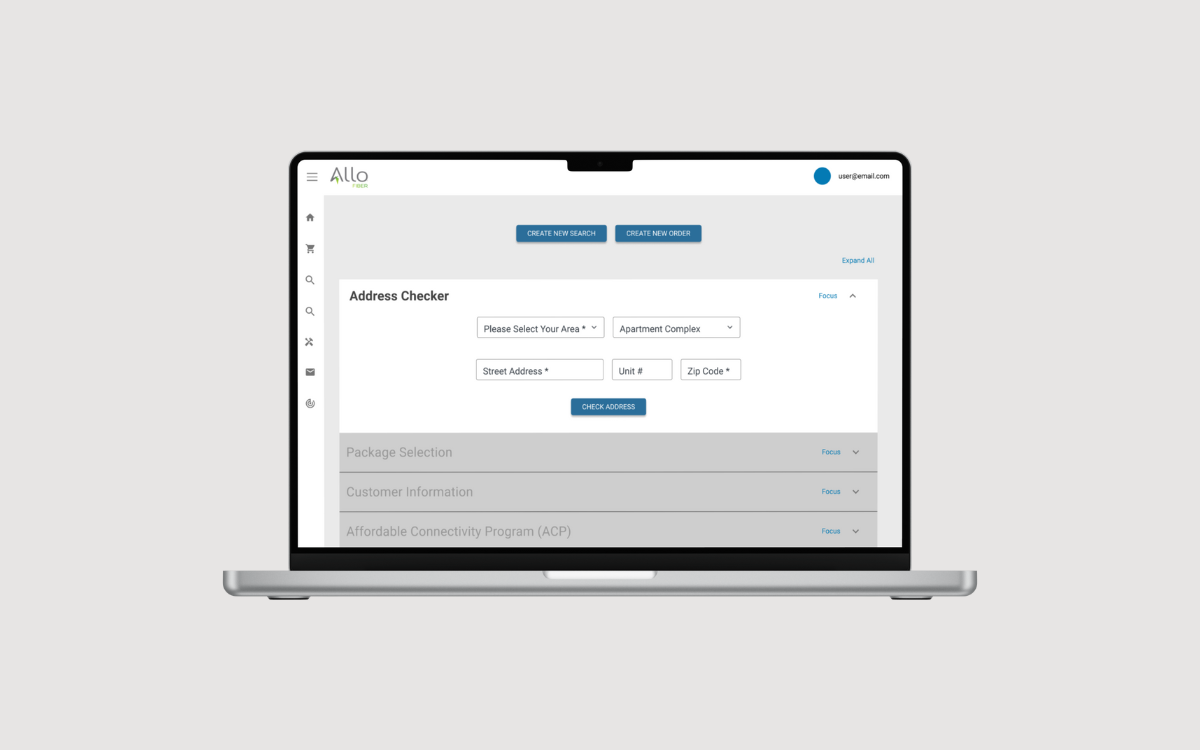 Allo
FIBER
user@email.com
CREATE NEW SEARCH CREATE NEW ORDER
Expand All
Address Checker Focus
Please Select Your Area * Apartment Complex
Street Address * Unit # Zip Code *
CHECK ADDRESS
Package Selection Focus
Customer Information Focus
Affordable Connectivity Program (ACP) Focus